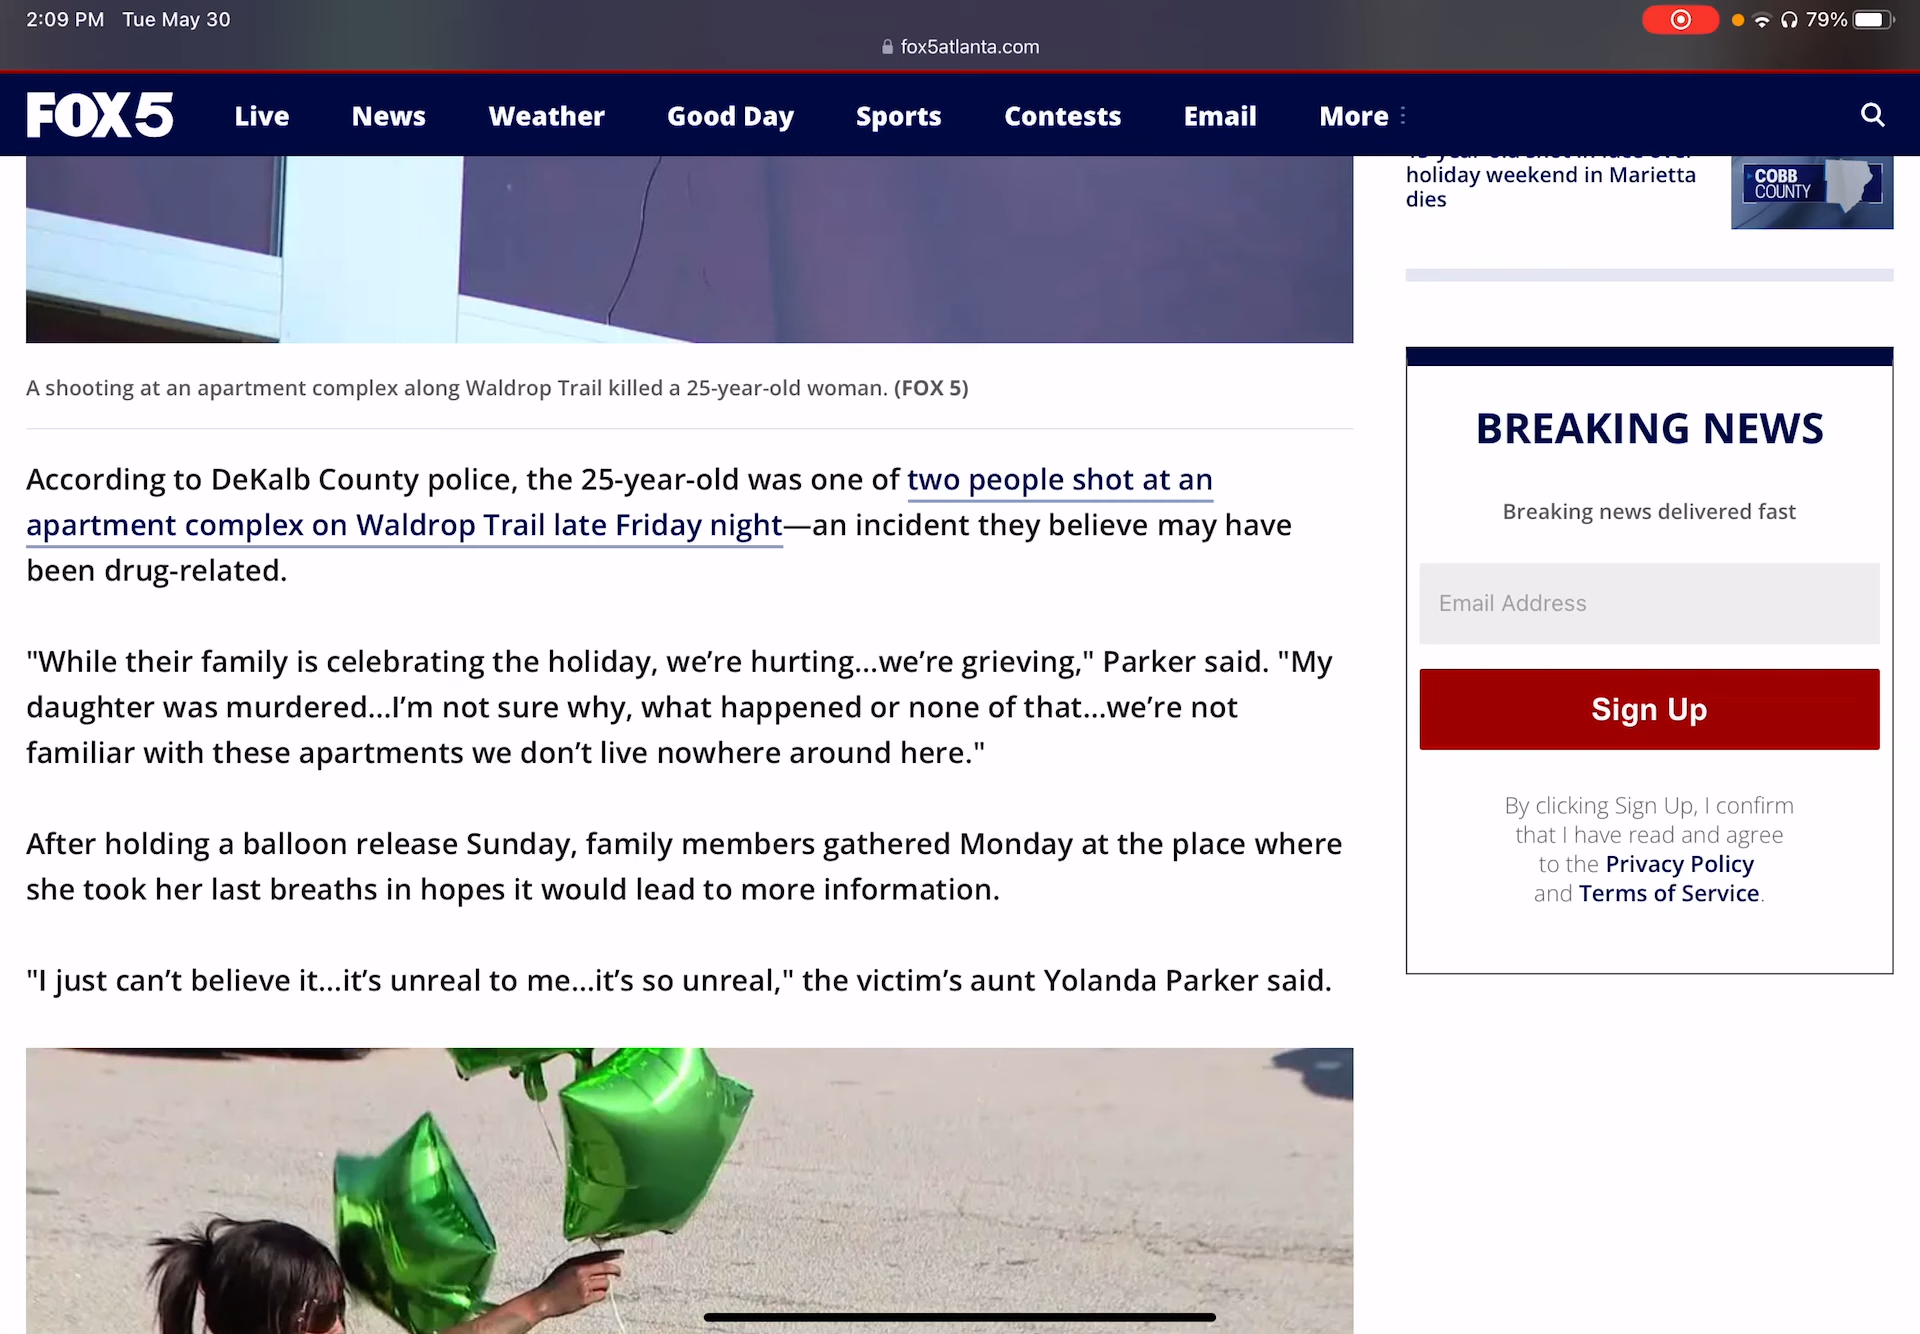 2:09 PM Tue May 30
79%
fox5atlanta.com
FOX 5 Live News Weather Good Day Sports Contests Email More
holiday weekend in Marietta
dies
COBB
COUNTY
A shooting at an apartment complex along Waldrop Trail killed a 25-year-old woman. (FOX 5)
According to DeKalb County police, the 25-year-old was one of two people shot at an
apartment complex on Waldrop Trail late Friday night—an incident they believe may have
been drug-related.
"While their family is celebrating the holiday, we’re hurting...we’re grieving," Parker said. "My
daughter was murdered...I’m not sure why, what happened or none of that...we’re not
familiar with these apartments we don’t live nowhere around here."
After holding a balloon release Sunday, family members gathered Monday at the place where
she took her last breaths in hopes it would lead to more information.
"I just can’t believe it...it’s unreal to me...it’s so unreal," the victim’s aunt Yolanda Parker said.
BREAKING NEWS
Breaking news delivered fast
Email Address
Sign Up
By clicking Sign Up, I confirm
that I have read and agree
to the Privacy Policy
and Terms of Service.